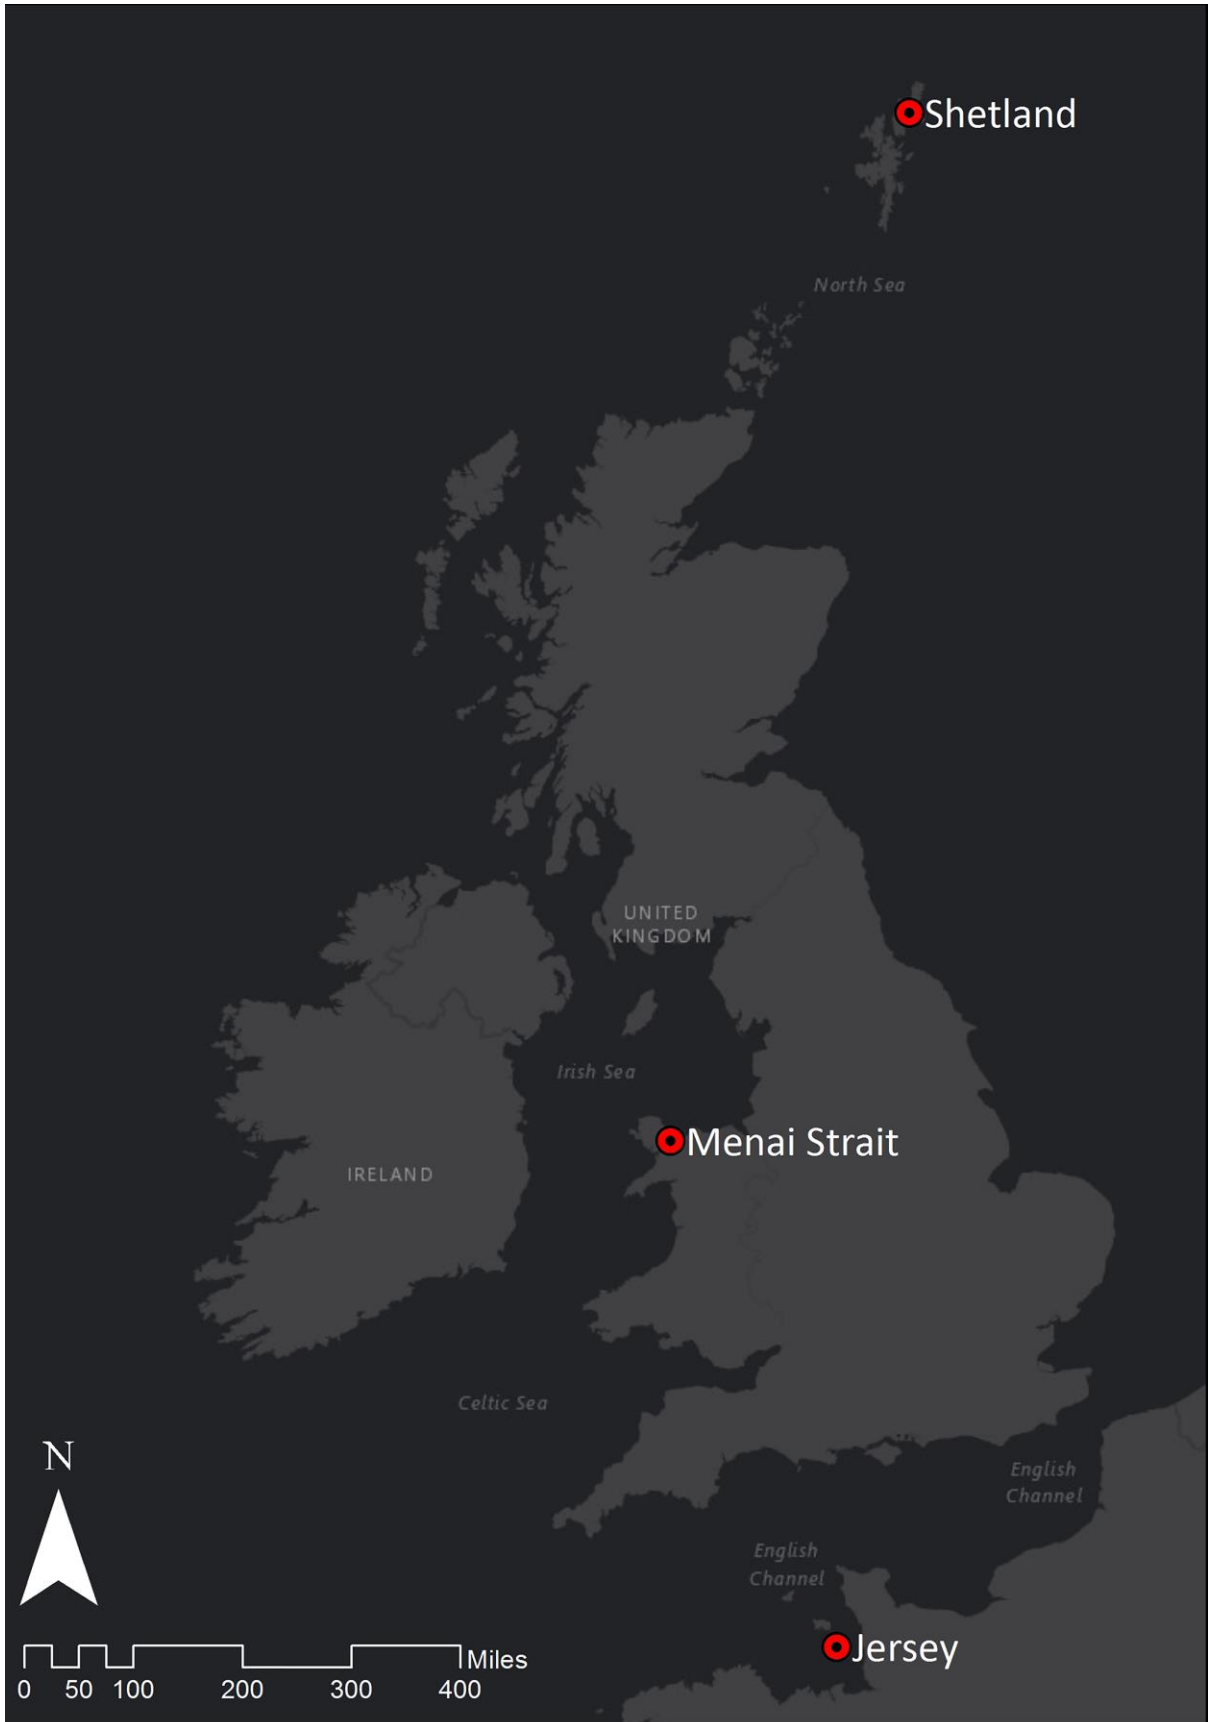 Shetland
North Sea
UNITED
KINGDOM
Irish Sea
Menai Strait
IRELAND
Celtic Sea
N
English
Channel
English
Channel
Jersey
Miles
0 50 100 200 300 400